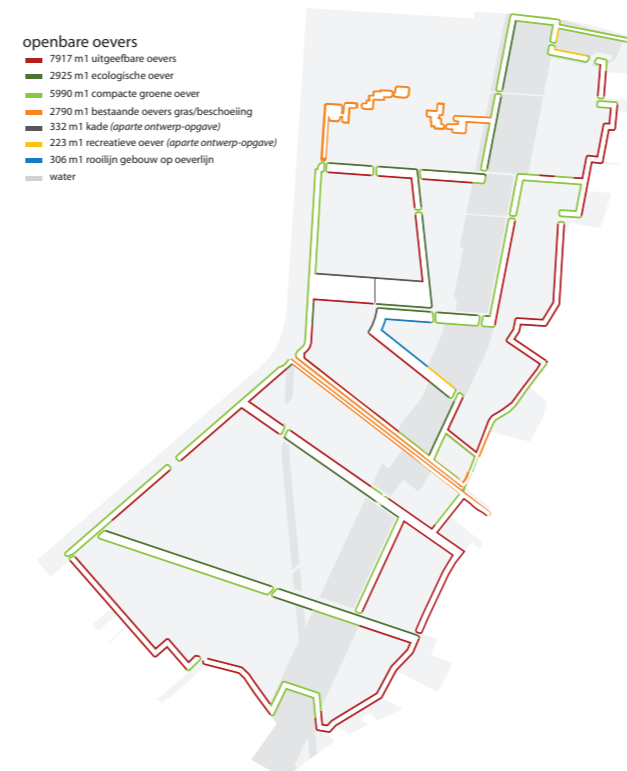 openbare oevers
7917 m1 uitgeefbare oevers
2925 m1 ecologische oever
5990 m1 compacte groene oever
2790 m1 bestaande oevers gras/beschoeiing
332 m1 kade (aparte ontwerp-opgave)
223 m1 recreatieve oever (aparte ontwerp-opgave)
306 m1 rooilijn gebouw op oeverlijn
water